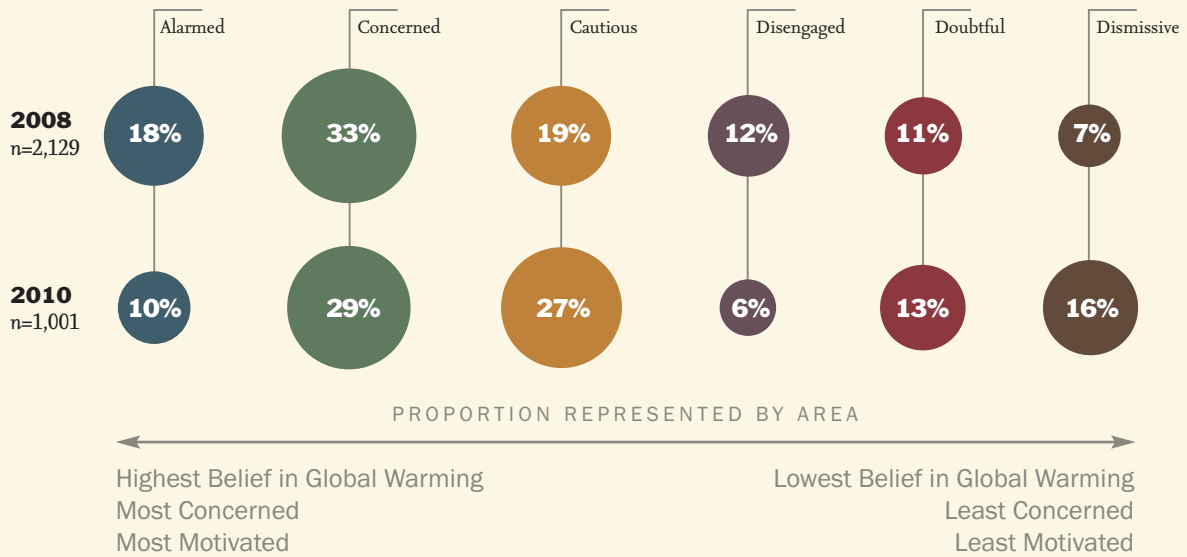 Alarmed Concerned Cautious Disengaged Doubtful Dismissive
2008
n=2,129
18% 33% 19% 12% 11% 7%
2010
n=1,001
10% 29% 27% 6% 13% 16%
PROPORTION REPRESENTED BY AREA
Highest Belief in Global Warming
Most Concerned
Most Motivated
Lowest Belief in Global Warming
Least Concerned
Least Motivated